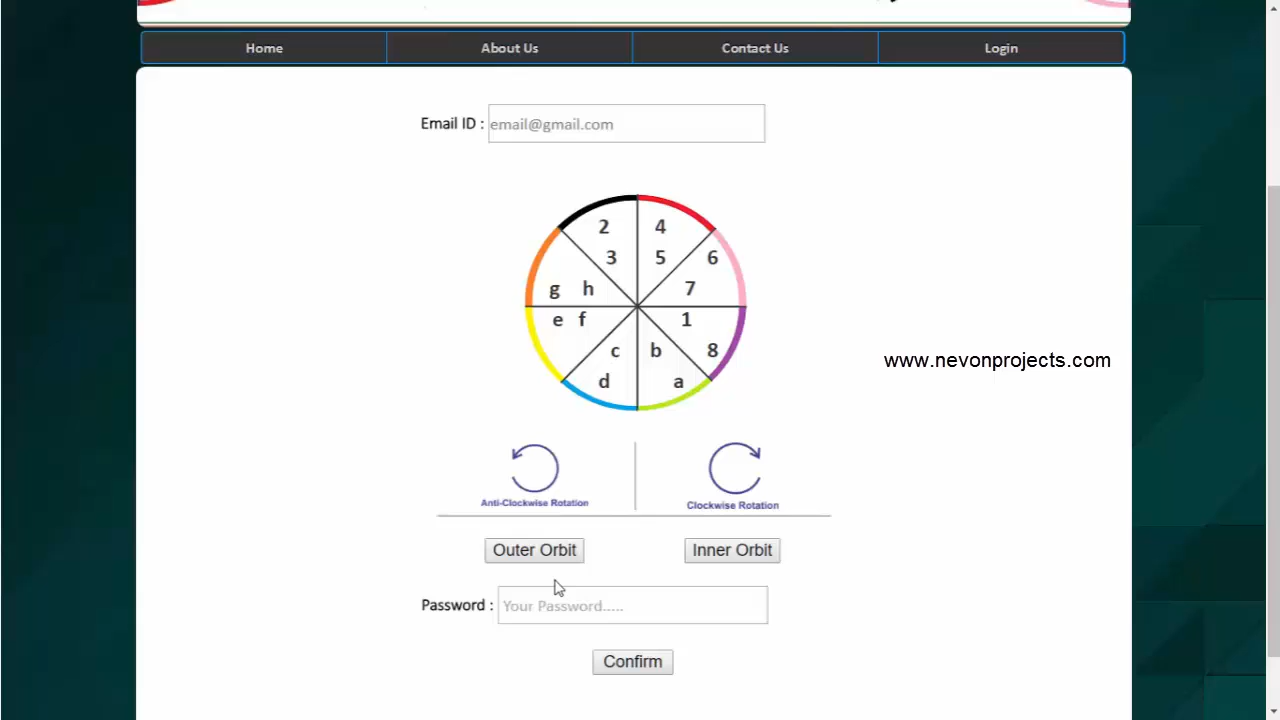 Home About Us Contact Us Login
Email ID : email@gmail.com
2 4
3 5 6
g h 7
e f 1
c b 8
d a
www.nevonprojects.com
Anti-Clockwise Rotation Clockwise Rotation
Outer Orbit Inner Orbit
Password : Your Password.....
Confirm